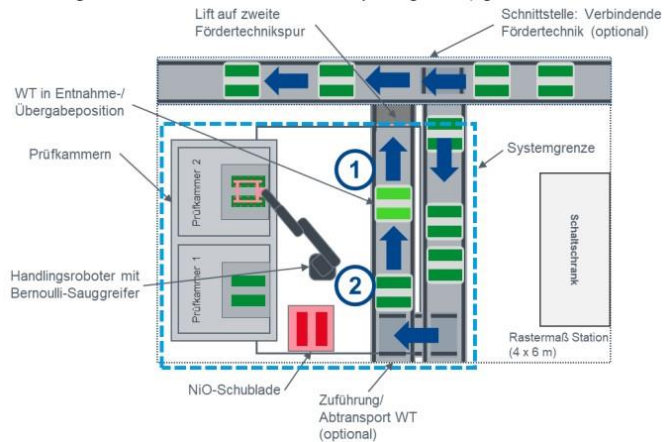 Lift auf zweite
Fördertechnikspur
Schnittstelle: Verbindende
Fördertechnik (optional)
WT in Entnahme-/
Übergabeposition
Prüfkammern
Systemgrenze
1
Prüfkammer 2
Schaltschrank
Handlingsroboter mit
Bernoulli-Sauggreifer
Prüfkammer 1
2
Rastermaß Station
(4 x 6 m)
NiO-Schublade
Zuführung/
Abtransport WT
(optional)